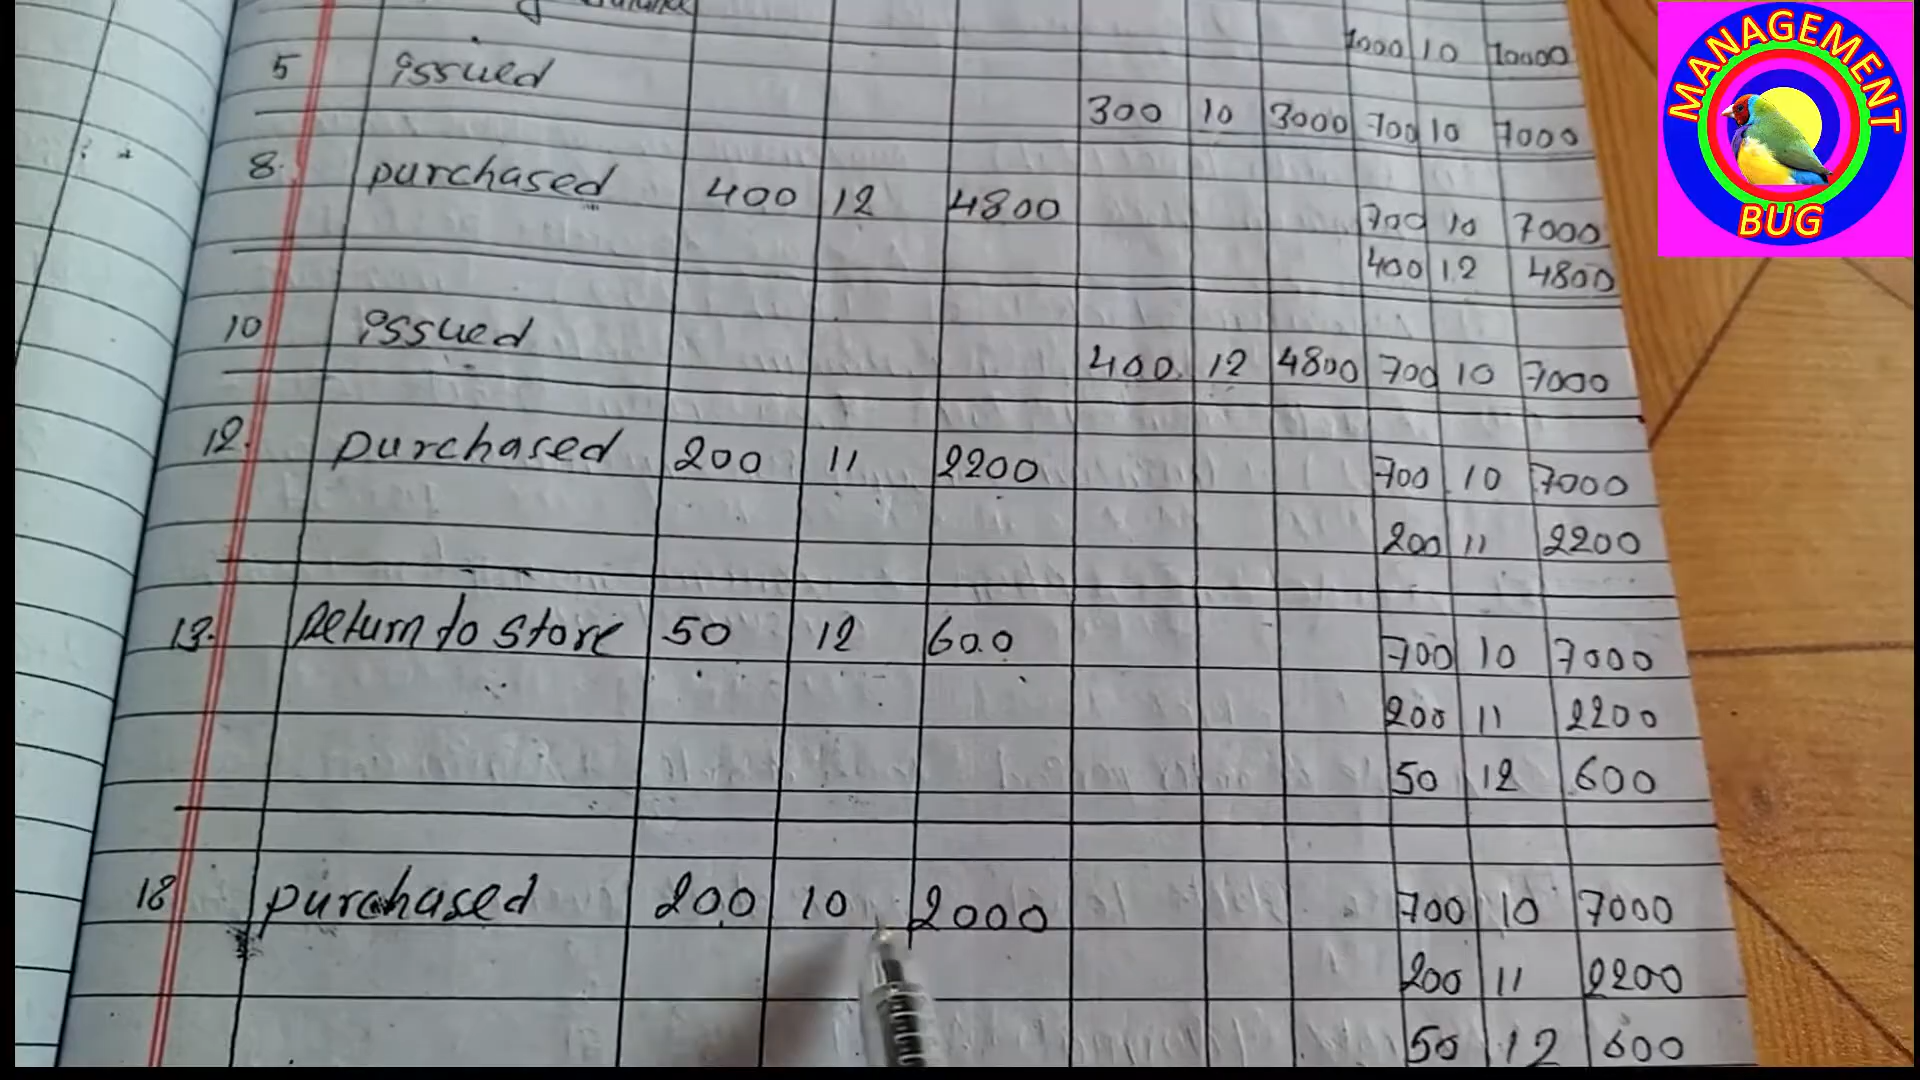 1000 10 10000
5 issued
300 10 3000 700 10 7000
8. purchased 400 12 4800
700 10 7000
400 12 4800
10 issued
400 12 4800 700 10 7000
12. purchased 200 11 2200 700 10 7000
200 11 2200
13. Return to store 50 12 600 700 10 7000
200 11 2200
50 12 600
18 purchased 200 10 2000 700 10 7000
200 11 2200
50 12 600
MANAGEMENT
BUG